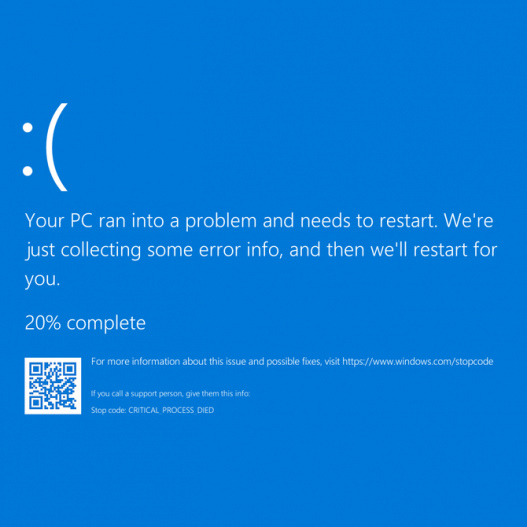 :(
Your PC ran into a problem and needs to restart. We're
just collecting some error info, and then we'll restart for
you.
20% complete
For more information about this issue and possible fixes, visit https://www.windows.com/stopcode
If you call a support person, give them this info:
Stop code: CRITICAL_PROCESS_DIED